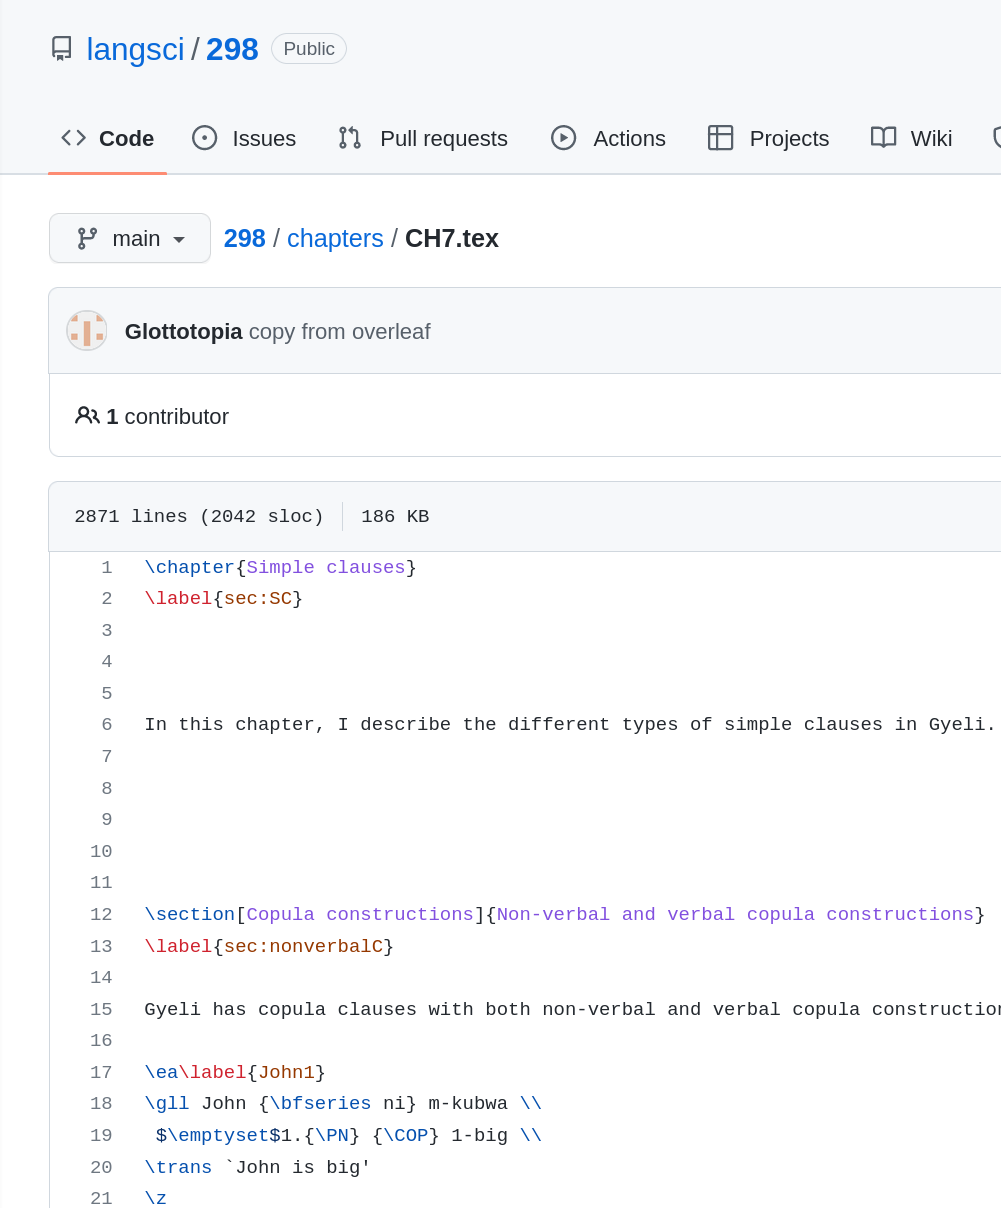 langsci / 298 Public
Code Issues Pull requests Actions Projects Wiki
main 298 / chapters / CH7.tex
Glottotopia copy from overleaf
1 contributor
2871 lines (2042 sloc) 186 KB
1 \chapter{Simple clauses}
2 \label{sec:SC}
3
4
5
6 In this chapter, I describe the different types of simple clauses in Gyeli.
7
8
9
10
11
12 \section[Copula constructions]{Non-verbal and verbal copula constructions}
13 \label{sec:nonverbalC}
14
15 Gyeli has copula clauses with both non-verbal and verbal copula construction
16
17 \ea\label{John1}
18 \gll John {\bfseries ni} m-kubwa \\
19 $\emptyset$1.{\PN} {\COP} 1-big \\
20 \trans `John is big'
21 \z